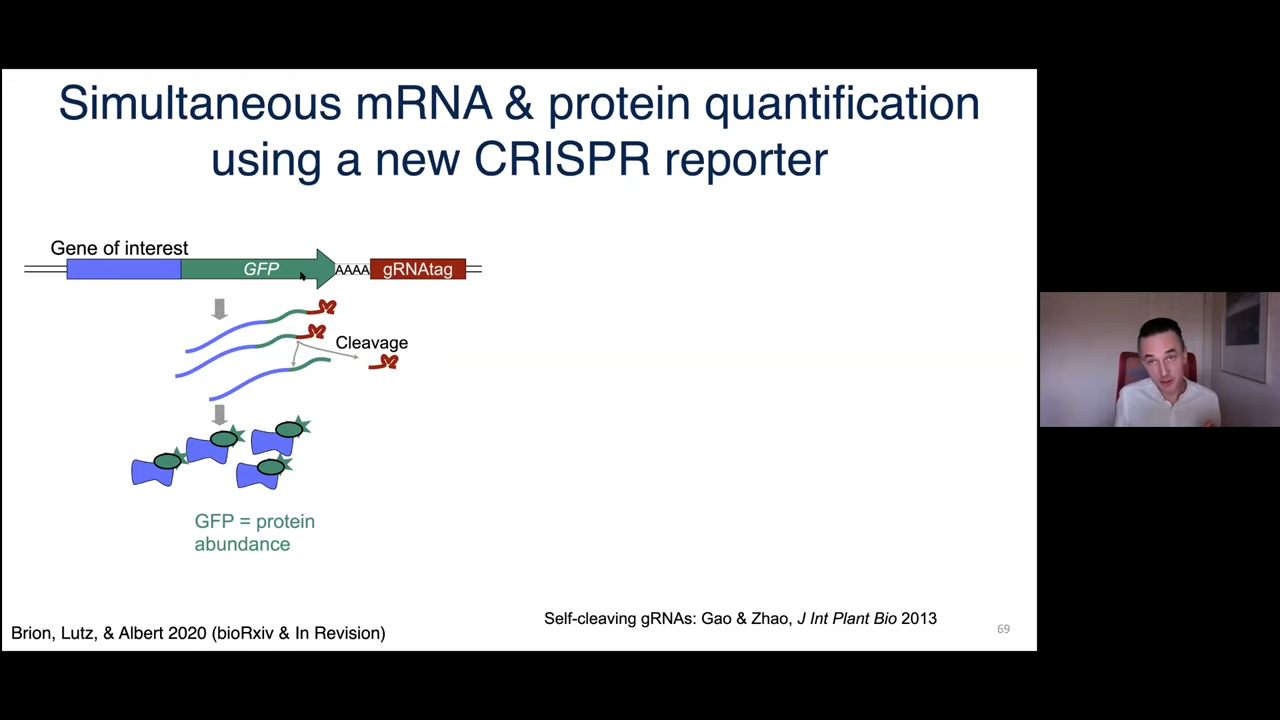 Simultaneous mRNA & protein quantification
using a new CRISPR reporter
Gene of interest
GFP
AAAA
gRNAtag
Cleavage
GFP = protein
abundance
Self-cleaving gRNAs: Gao & Zhao, J Int Plant Bio 2013
Brion, Lutz, & Albert 2020 (bioRxiv & In Revision)
69